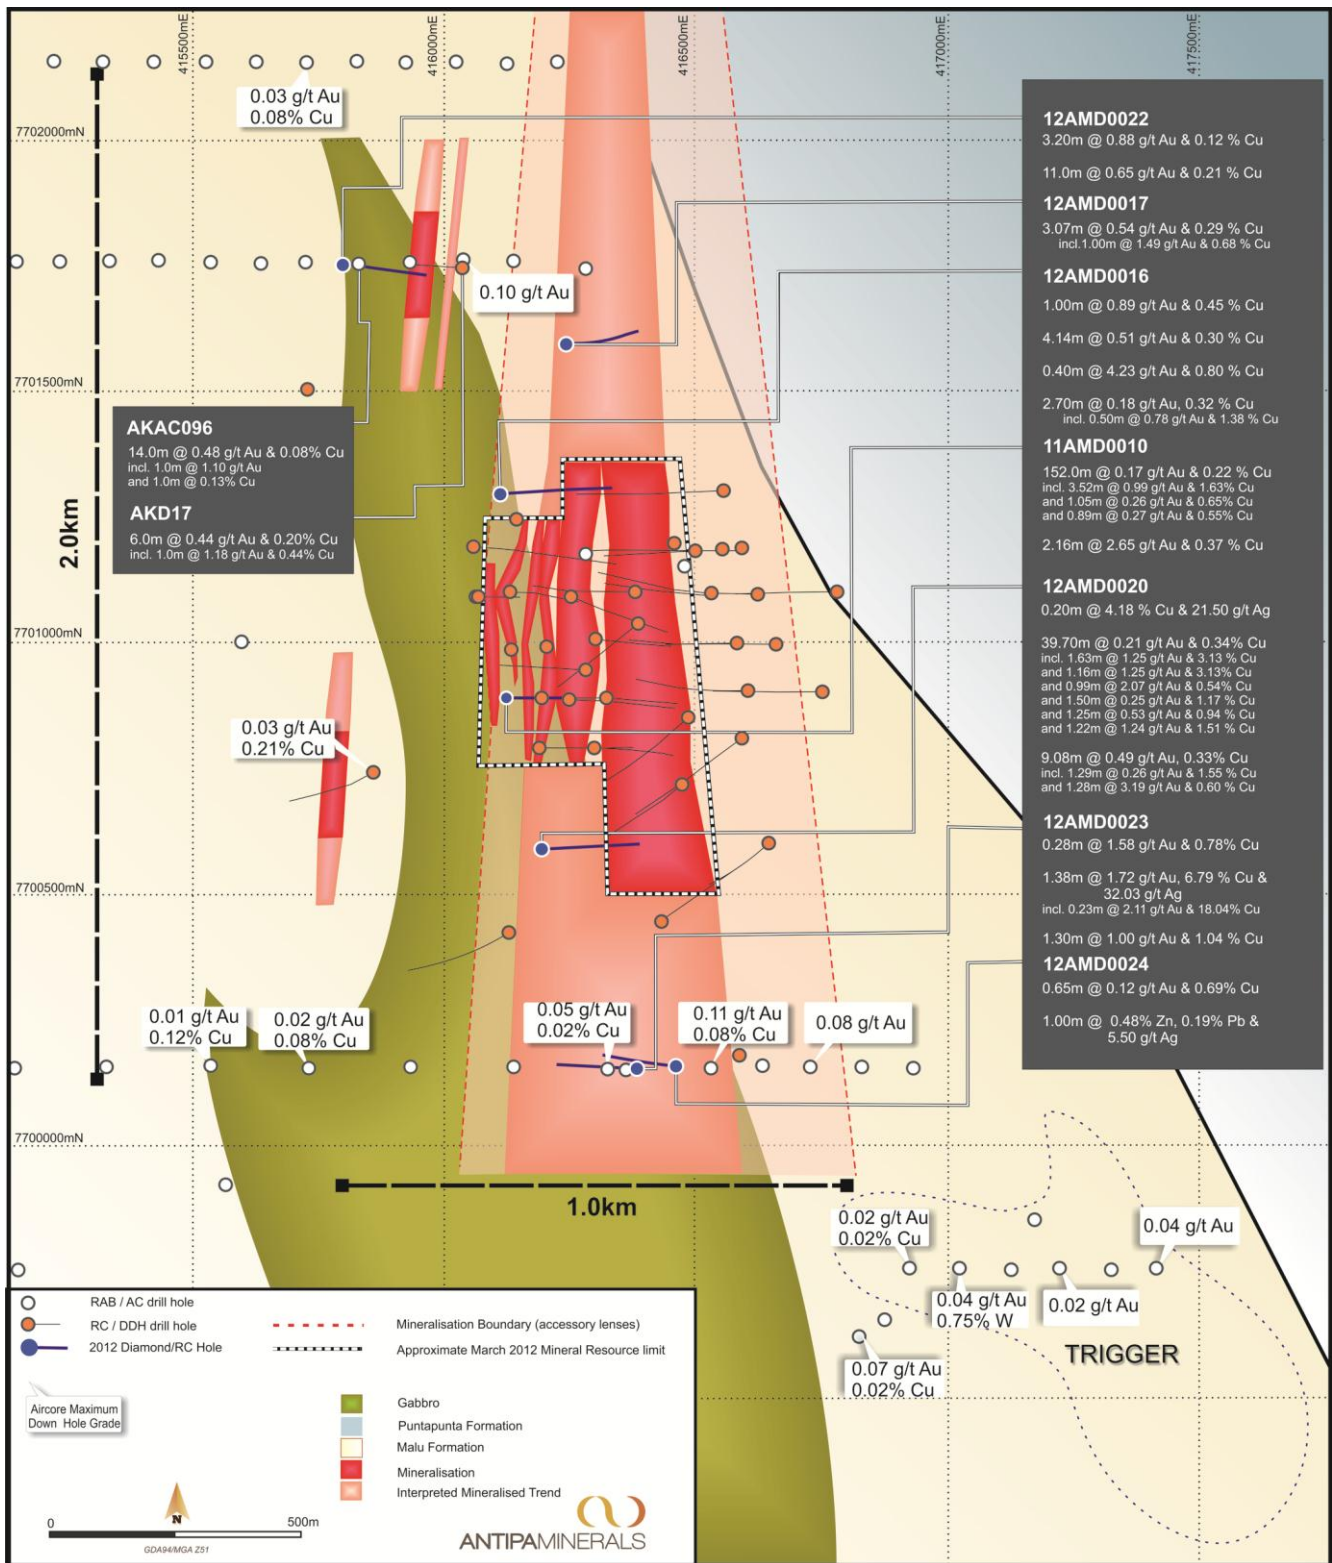 415500mE
416000mE
416500mE
417000mE
417500mE
7702000mN
7701500mN
7701000mN
7700500mN
7700000mN
2.0km
1.0km
0.03 g/t Au
0.08% Cu
0.10 g/t Au
AKAC096
14.0m @ 0.48 g/t Au & 0.08% Cu
incl. 1.0m @ 1.10 g/t Au
and 1.0m @ 0.13% Cu
AKD17
6.0m @ 0.44 g/t Au & 0.20% Cu
incl. 1.0m @ 1.18 g/t Au & 0.44% Cu
12AMD0022
3.20m @ 0.88 g/t Au & 0.12 % Cu
11.0m @ 0.65 g/t Au & 0.21 % Cu
12AMD0017
3.07m @ 0.54 g/t Au & 0.29 % Cu
incl.1.00m @ 1.49 g/t Au & 0.68 % Cu
12AMD0016
1.00m @ 0.89 g/t Au & 0.45 % Cu
4.14m @ 0.51 g/t Au & 0.30 % Cu
0.40m @ 4.23 g/t Au & 0.80 % Cu
2.70m @ 0.18 g/t Au, 0.32 % Cu
incl. 0.50m @ 0.78 g/t Au & 1.38 % Cu
11AMD0010
152.0m @ 0.17 g/t Au & 0.22 % Cu
incl. 3.52m @ 0.99 g/t Au & 1.63% Cu
and 1.05m @ 0.26 g/t Au & 0.65% Cu
and 0.89m @ 0.27 g/t Au & 0.55% Cu
2.16m @ 2.65 g/t Au & 0.37 % Cu
12AMD0020
0.20m @ 4.18 % Cu & 21.50 g/t Ag
39.70m @ 0.21 g/t Au & 0.34% Cu
incl. 1.63m @ 1.25 g/t Au & 3.13 % Cu
and 1.16m @ 1.25 g/t Au & 3.13% Cu
and 0.99m @ 2.07 g/t Au & 0.54% Cu
and 1.50m @ 0.25 g/t Au & 1.17 % Cu
and 1.25m @ 0.53 g/t Au & 0.94 % Cu
and 1.22m @ 1.24 g/t Au & 1.51 % Cu
9.08m @ 0.49 g/t Au, 0.33% Cu
incl. 1.29m @ 0.26 g/t Au & 1.55 % Cu
and 1.28m @ 3.19 g/t Au & 0.60 % Cu
12AMD0023
0.28m @ 1.58 g/t Au & 0.78% Cu
1.38m @ 1.72 g/t Au, 6.79 % Cu &
32.03 g/t Ag
incl. 0.23m @ 2.11 g/t Au & 18.04% Cu
1.30m @ 1.00 g/t Au & 1.04 % Cu
12AMD0024
0.65m @ 0.12 g/t Au & 0.69% Cu
1.00m @ 0.48% Zn, 0.19% Pb &
5.50 g/t Ag
0.03 g/t Au
0.21% Cu
0.01 g/t Au
0.12% Cu
0.02 g/t Au
0.08% Cu
0.05 g/t Au
0.02% Cu
0.11 g/t Au
0.08% Cu
0.08 g/t Au
0.02 g/t Au
0.02% Cu
0.04 g/t Au
0.04 g/t Au
0.75% W
0.02 g/t Au
0.07 g/t Au
0.02% Cu
TRIGGER
RAB / AC drill hole
RC / DDH drill hole
2012 Diamond/RC Hole
Mineralisation Boundary (accessory lenses)
Approximate March 2012 Mineral Resource limit
Aircore Maximum
Down Hole Grade
Gabbro
Puntapunta Formation
Malu Formation
Mineralisation
Interpreted Mineralised Trend
N
0 500m
GDA94/MGA Z51
ANTIPAMINERALS